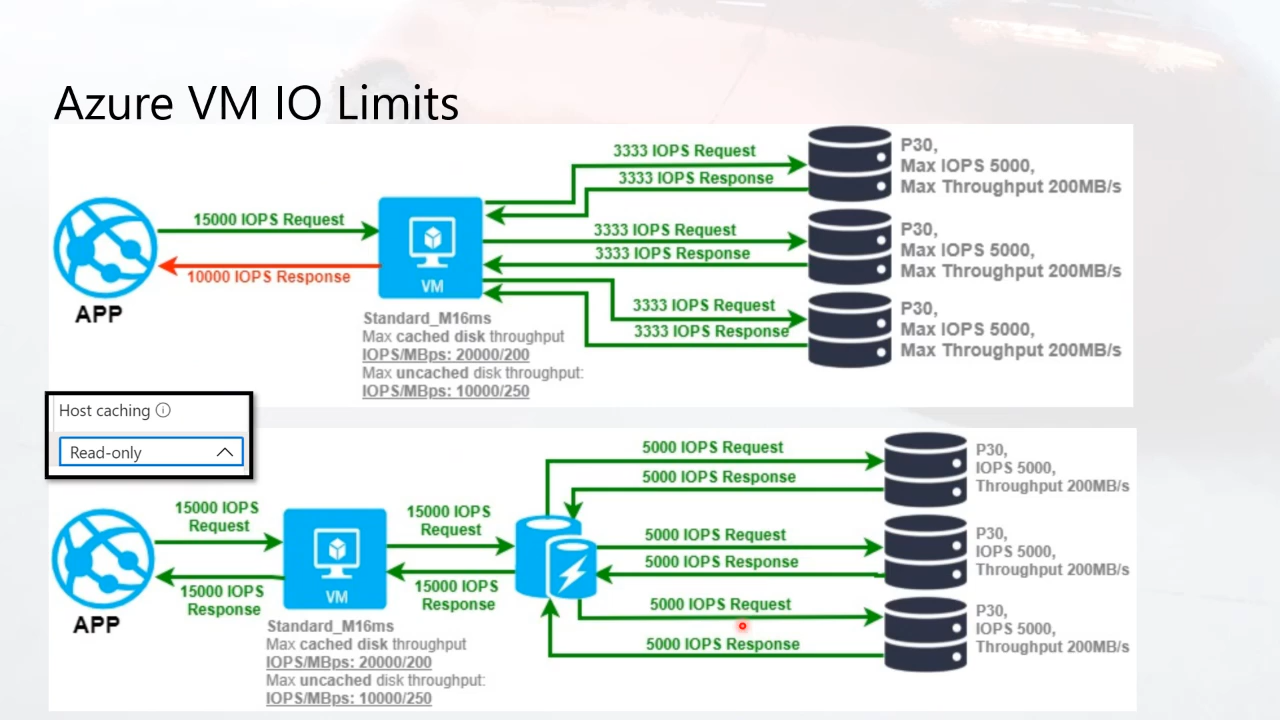 Azure VM IO Limits
3333 IOPS Request
3333 IOPS Response
P30,
Max IOPS 5000,
Max Throughput 200MB/s
15000 IOPS Request
10000 IOPS Response
APP
VM
3333 IOPS Request
3333 IOPS Response
P30,
Max IOPS 5000,
Max Throughput 200MB/s
3333 IOPS Request
3333 IOPS Response
P30,
Max IOPS 5000,
Max Throughput 200MB/s
Standard_M16ms
Max cached disk throughput
IOPS/MBps: 20000/200
Max uncached disk throughput:
IOPS/MBps: 10000/250
Host caching
Read-only
15000 IOPS
Request
15000 IOPS
Response
APP
VM
15000 IOPS
Request
15000 IOPS
Response
Standard_M16ms
Max cached disk throughput
IOPS/MBps: 20000/200
Max uncached disk throughput:
IOPS/MBps: 10000/250
5000 IOPS Request
5000 IOPS Response
P30,
IOPS 5000,
Throughput 200MB/s
5000 IOPS Request
5000 IOPS Response
P30,
IOPS 5000,
Throughput 200MB/s
5000 IOPS Request
5000 IOPS Response
P30,
IOPS 5000,
Throughput 200MB/s